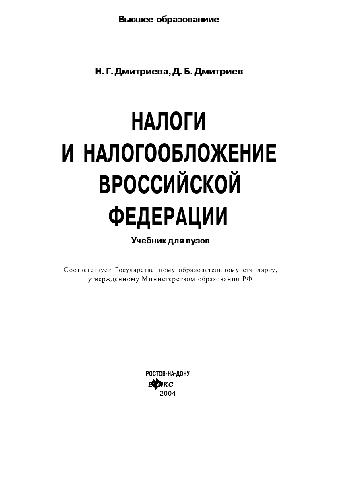 Высшее образование
Н. Г. Дмитриева, Д. Б. Дмитриев
НАЛОГИ
И НАЛОГООБЛОЖЕНИЕ
ВРОССИЙСКОЙ
ФЕДЕРАЦИИ
Учебник для вузов
Соответствует Государственному образовательному стандарту,
утвержденному Министерством образования РФ
РОСТОВ-НА-ДОНУ
2004